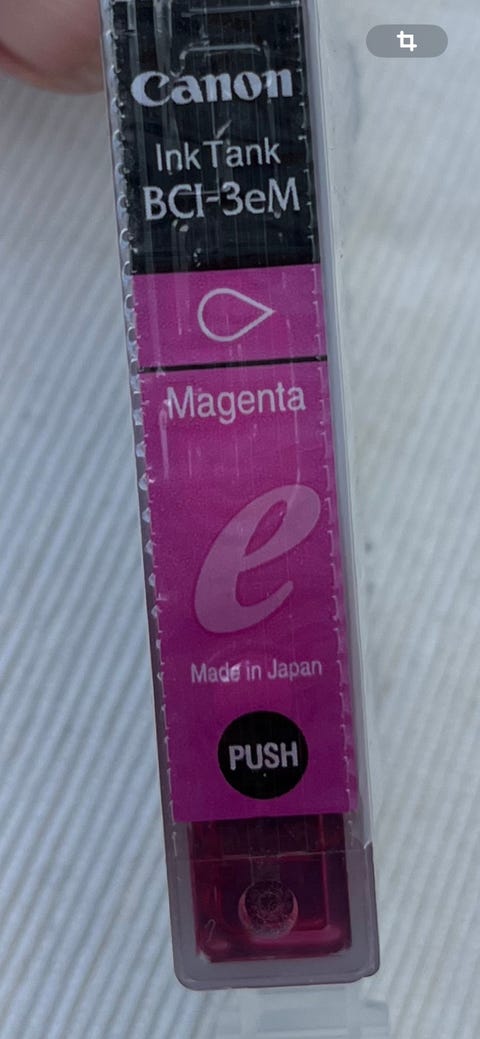 Canon
Ink Tank
BCI-3eM
Magenta
e
Made in Japan
PUSH